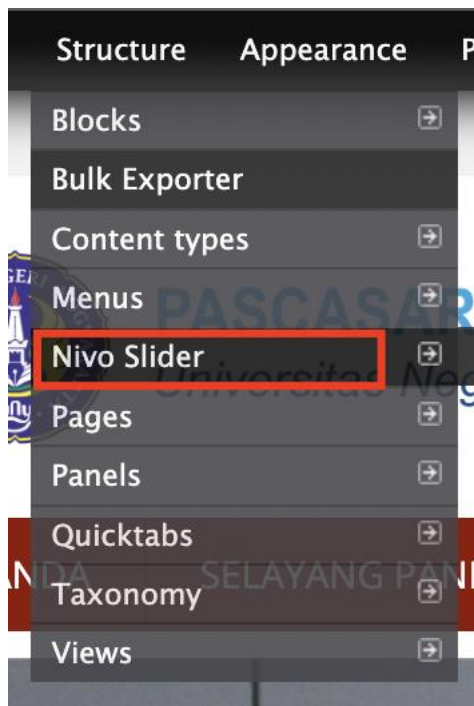 Structure Appearance P
Blocks
Bulk Exporter
Content types
Menus
PASCASAR
Nivo Slider
Universitas Neg
Pages
Panels
Quicktabs
SELAYANG PAN
Taxonomy
Views